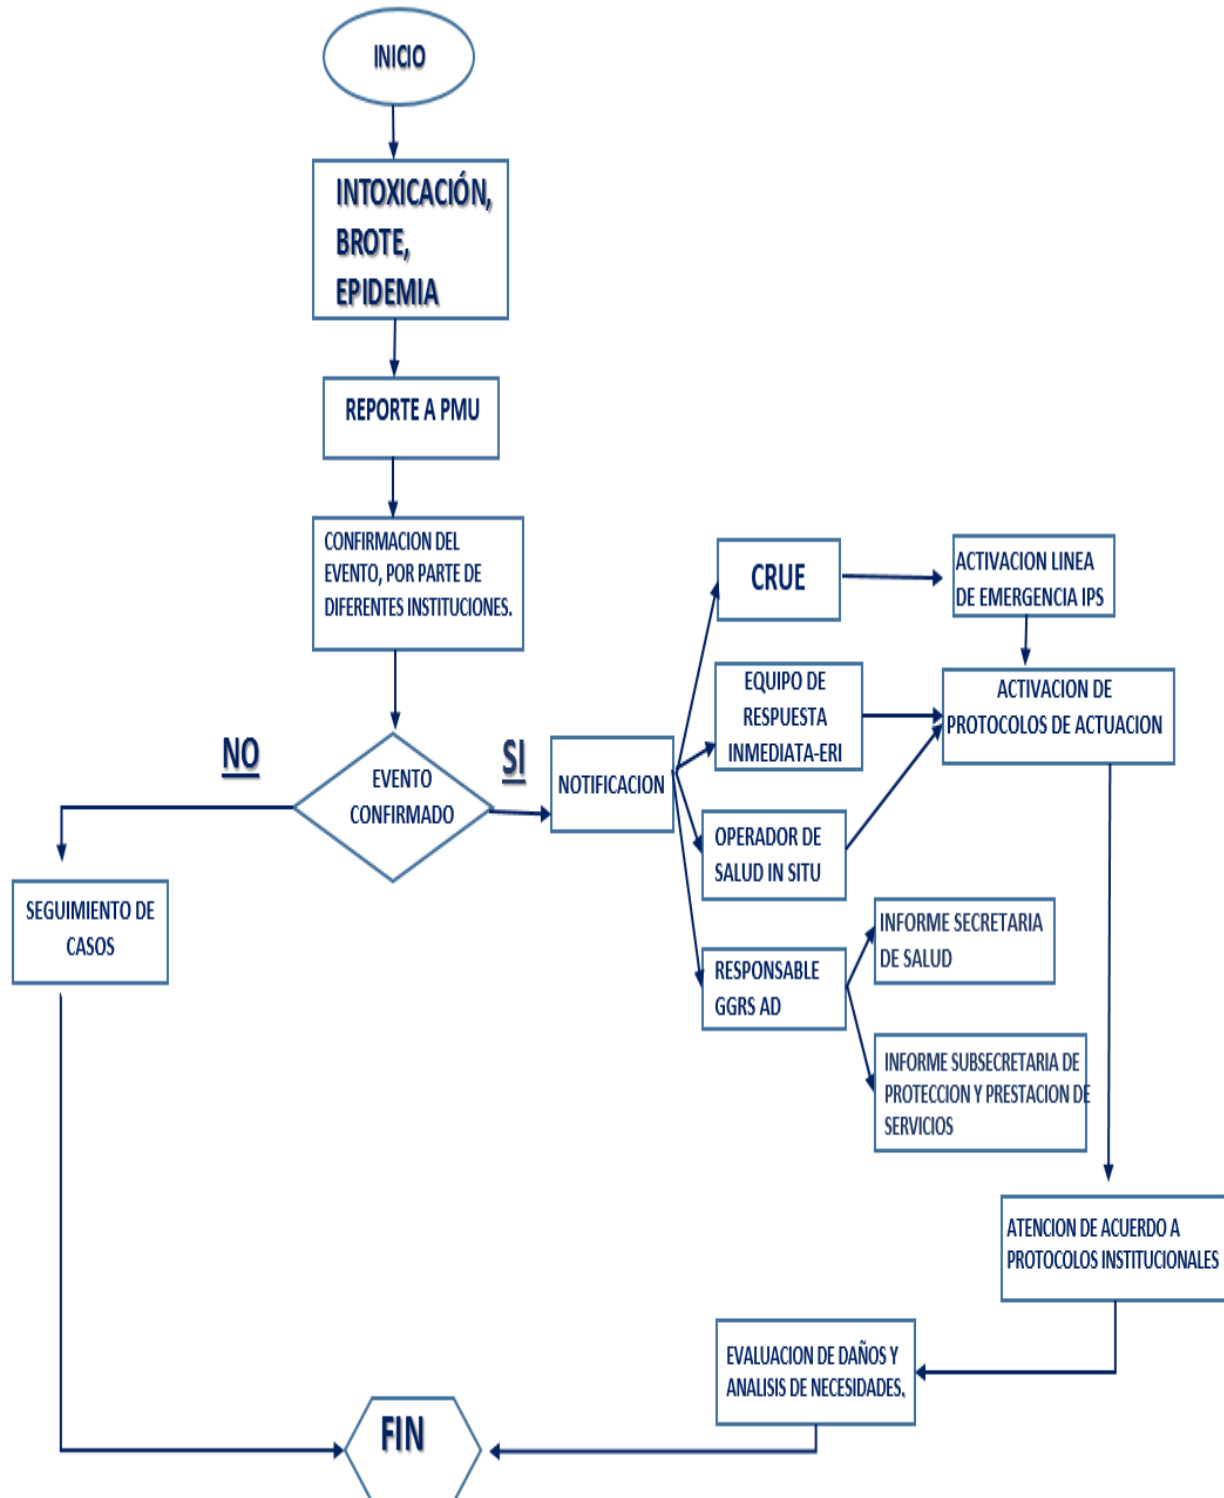 INICIO
INTOXICACIÓN,
BROTE,
EPIDEMIA
REPORTE A PMU
CONFIRMACION DEL
EVENTO, POR PARTE DE
DIFERENTES INSTITUCIONES.
EVENTO
CONFIRMADO
NO
SI
SEGUIMIENTO DE
CASOS
NOTIFICACION
CRUE
ACTIVACION LINEA
DE EMERGENCIA IPS
EQUIPO DE
RESPUESTA
INMEDIATA-ERI
ACTIVACION DE
PROTOCOLOS DE ACTUACION
OPERADOR DE
SALUD IN SITU
RESPONSABLE
GGRS AD
INFORME SECRETARIA
DE SALUD
INFORME SUBSECRETARIA DE
PROTECCION Y PRESTACION DE
SERVICIOS
ATENCION DE ACUERDO A
PROTOCOLOS INSTITUCIONALES
EVALUACION DE DAÑOS Y
ANALISIS DE NECESIDADES.
FIN